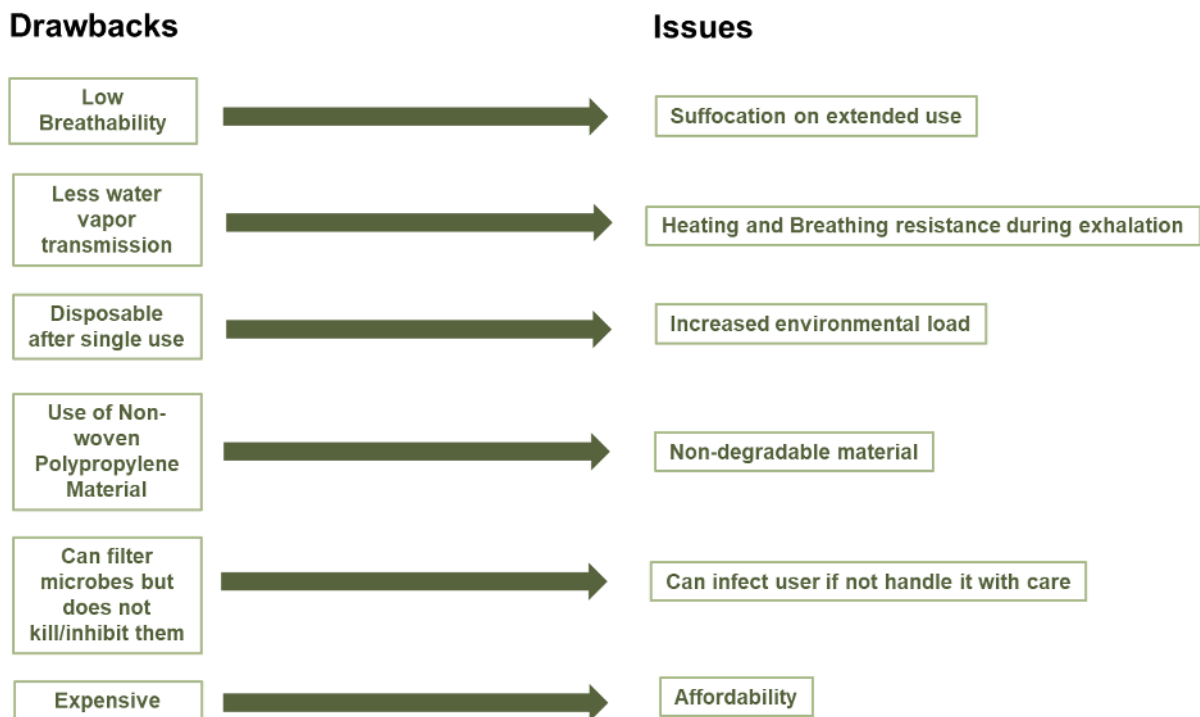 Drawbacks
Issues
Low
Breathability
Suffocation on extended use
Less water
vapor
transmission
Heating and Breathing resistance during exhalation
Disposable
after single use
Increased environmental load
Use of Non-
woven
Polypropylene
Material
Non-degradable material
Can filter
microbes but
does not
kill/inhibit them
Can infect user if not handle it with care
Expensive
Affordability